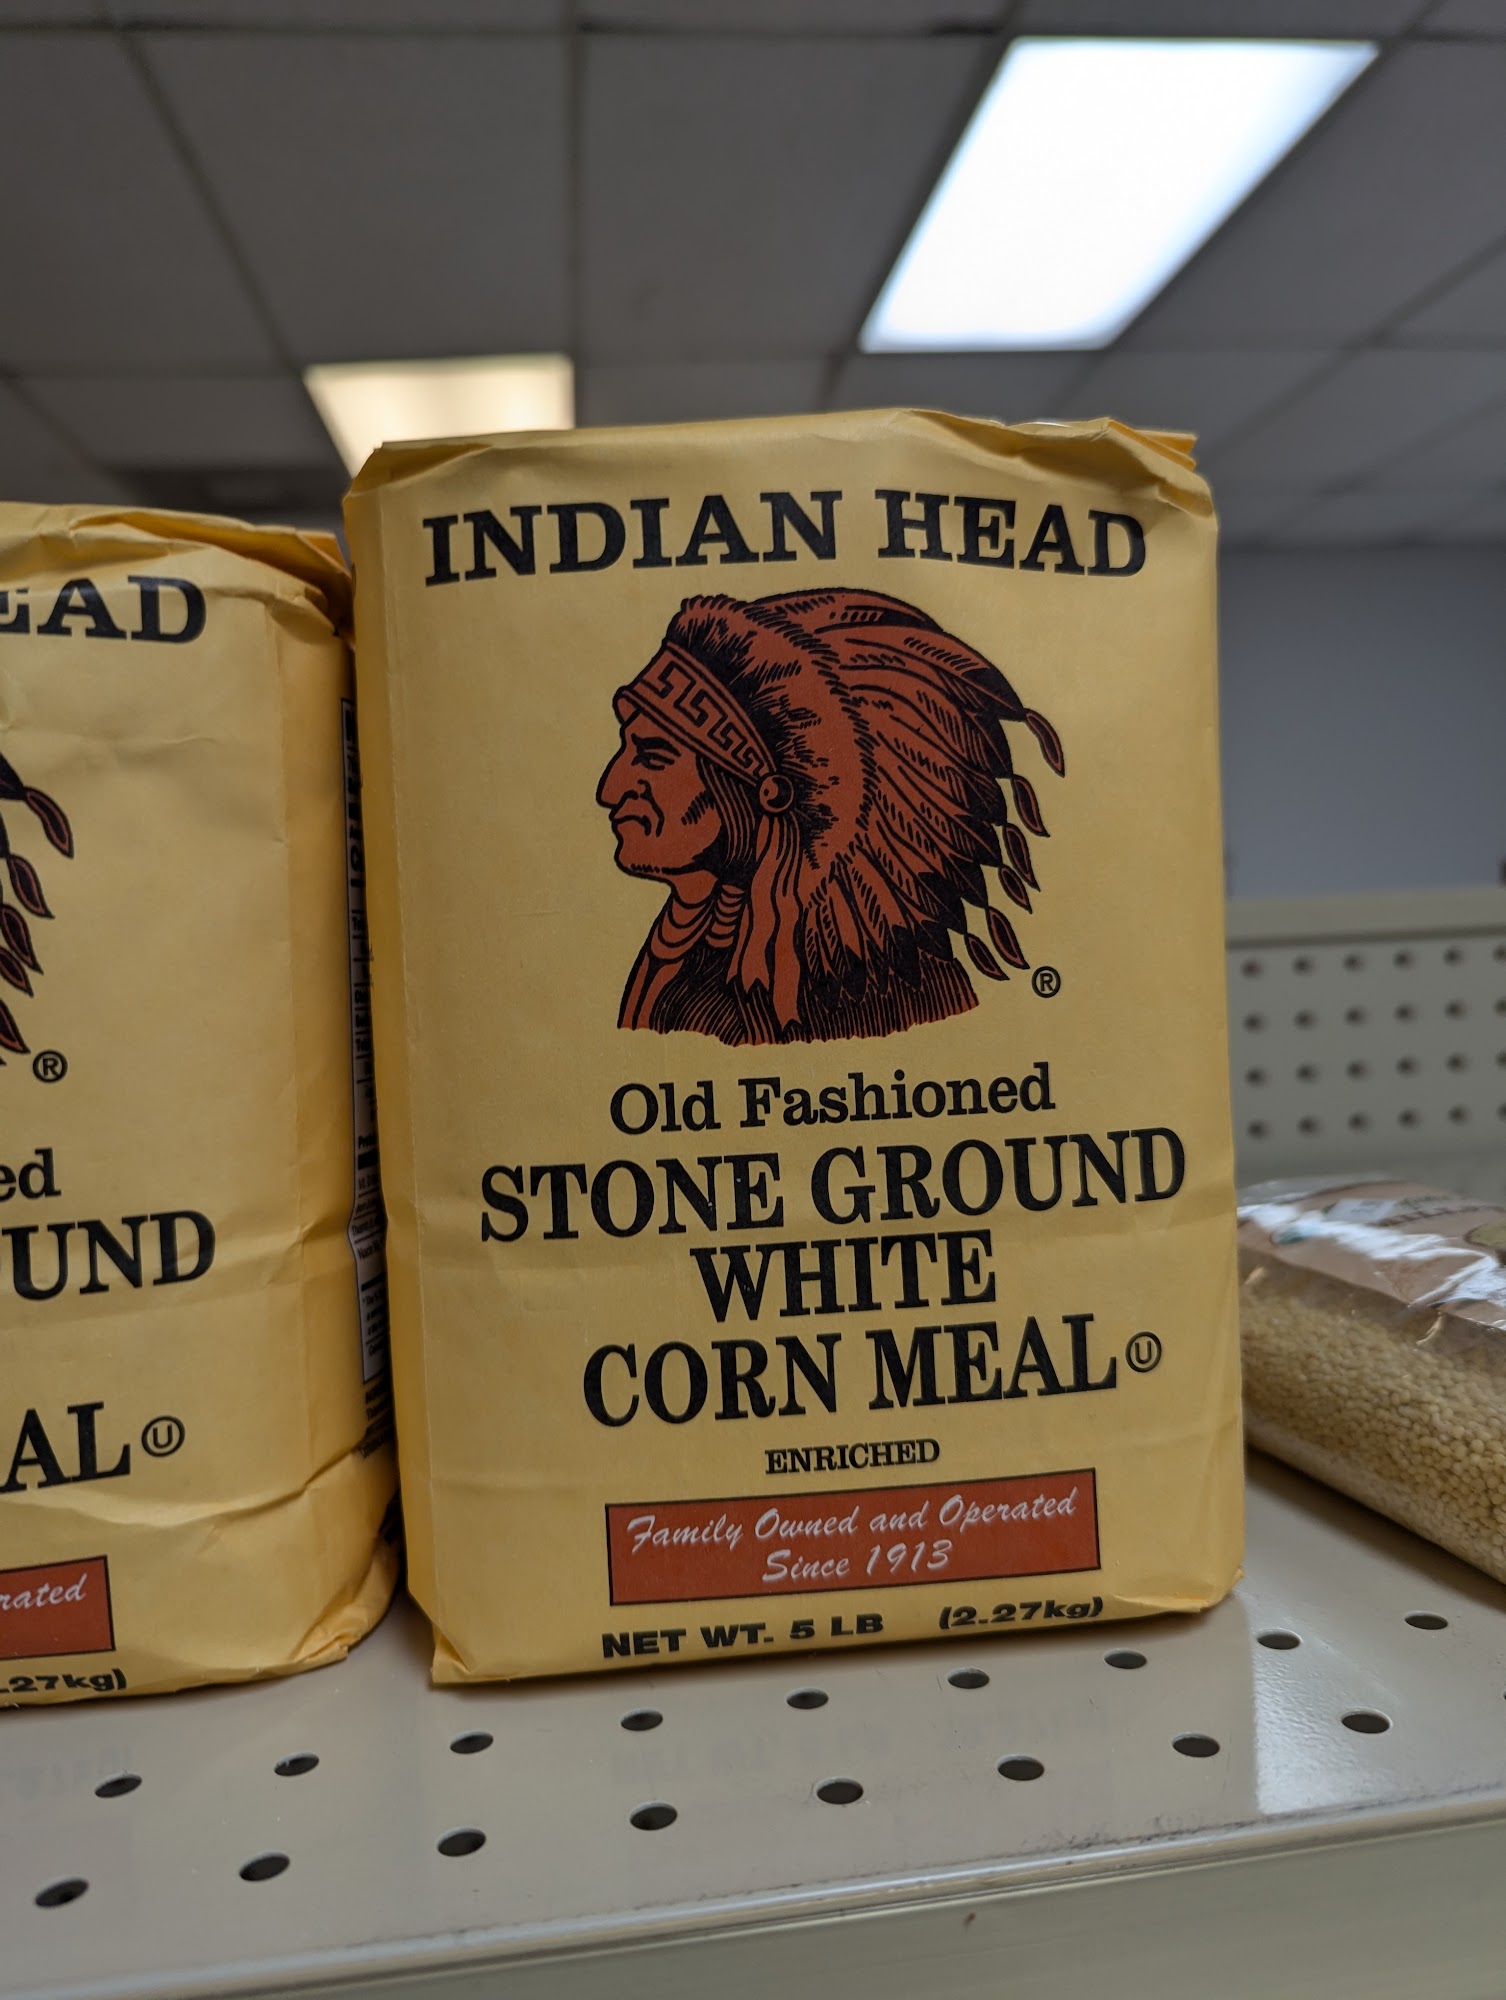 INDIAN HEAD
®
Old Fashioned
STONE GROUND
WHITE
CORN MEAL Ⓤ
ENRICHED
Family Owned and Operated
Since 1913
NET WT. 5 LB (2.27kg)
EAD
®
ed
UND
AL Ⓤ
rated
.27kg)